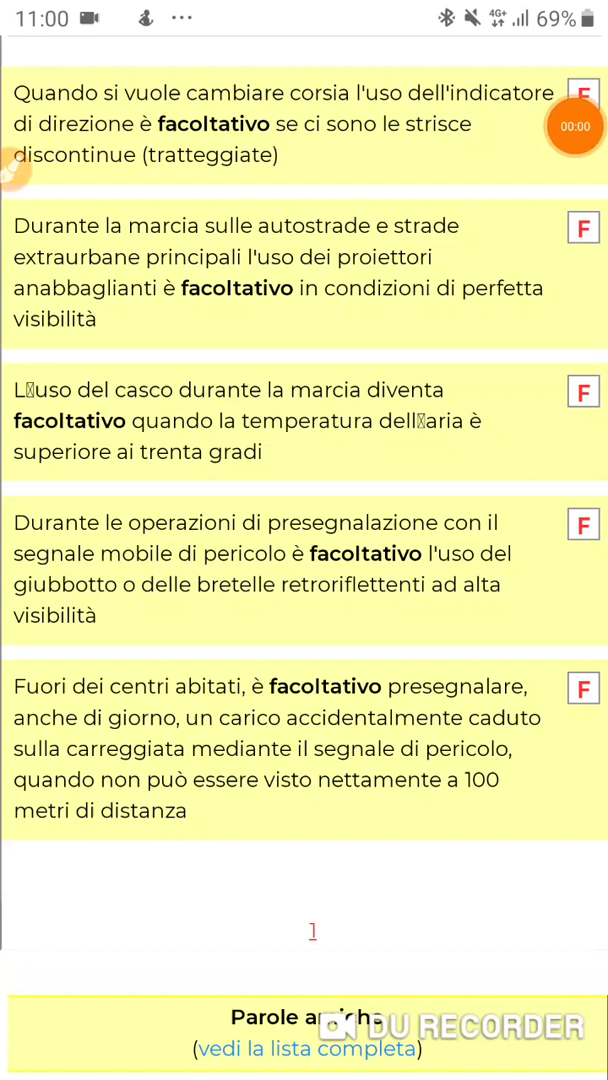 11:00 4G+ 69%
Quando si vuole cambiare corsia l'uso dell'indicatore F
di direzione è facoltativo se ci sono le strisce
00:00
discontinue (tratteggiate)
Durante la marcia sulle autostrade e strade F
extraurbane principali l'uso dei proiettori
anabbaglianti è facoltativo in condizioni di perfetta
visibilità
L▯uso del casco durante la marcia diventa F
facoltativo quando la temperatura dell▯aria è
superiore ai trenta gradi
Durante le operazioni di presegnalazione con il F
segnale mobile di pericolo è facoltativo l'uso del
giubbotto o delle bretelle retroriflettenti ad alta
visibilità
Fuori dei centri abitati, è facoltativo presegnalare, F
anche di giorno, un carico accidentalmente caduto
sulla carreggiata mediante il segnale di pericolo,
quando non può essere visto nettamente a 100
metri di distanza
1
Parole
DU RECORDER
(vedi la lista completa)